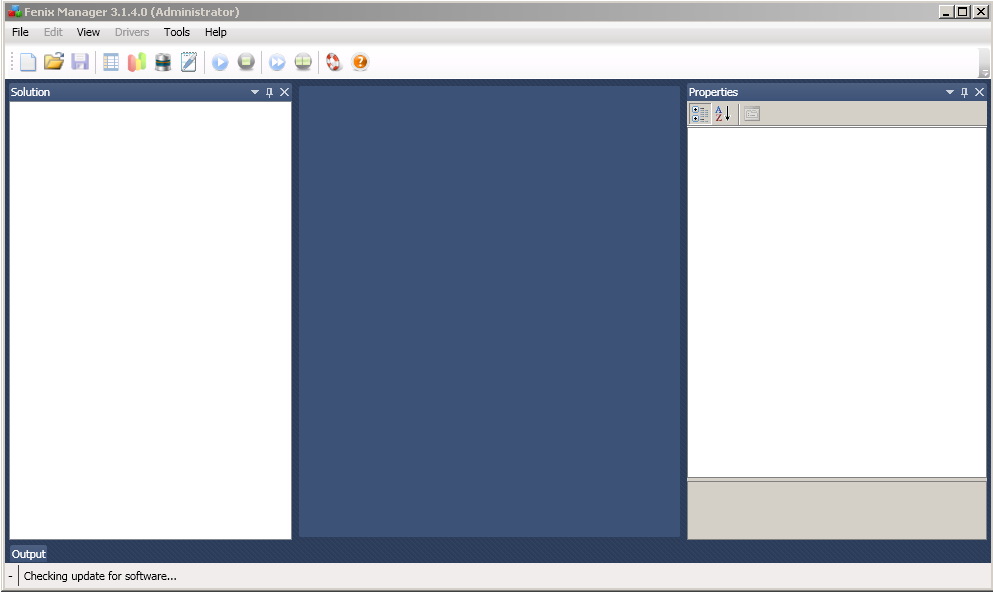 Fenix Manager 3.1.4.0 (Administrator)
File Edit View Drivers Tools Help
Solution
Properties
Output
- Checking update for software...